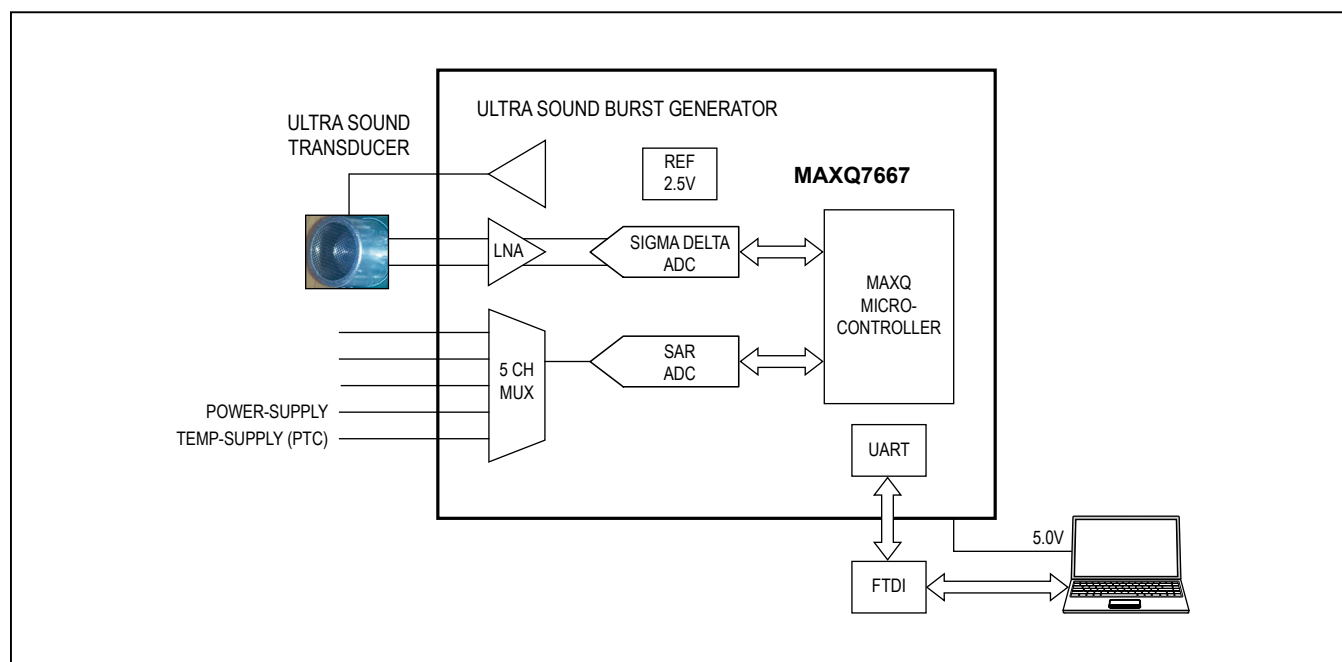 ULTRA SOUND
TRANSDUCER
ULTRA SOUND BURST GENERATOR
REF
2.5V
MAXQ7667
LNA
SIGMA DELTA
ADC
MAXQ
MICRO-
CONTROLLER
5 CH
MUX
SAR
ADC
POWER-SUPPLY
TEMP-SUPPLY (PTC)
UART
5.0V
FTDI